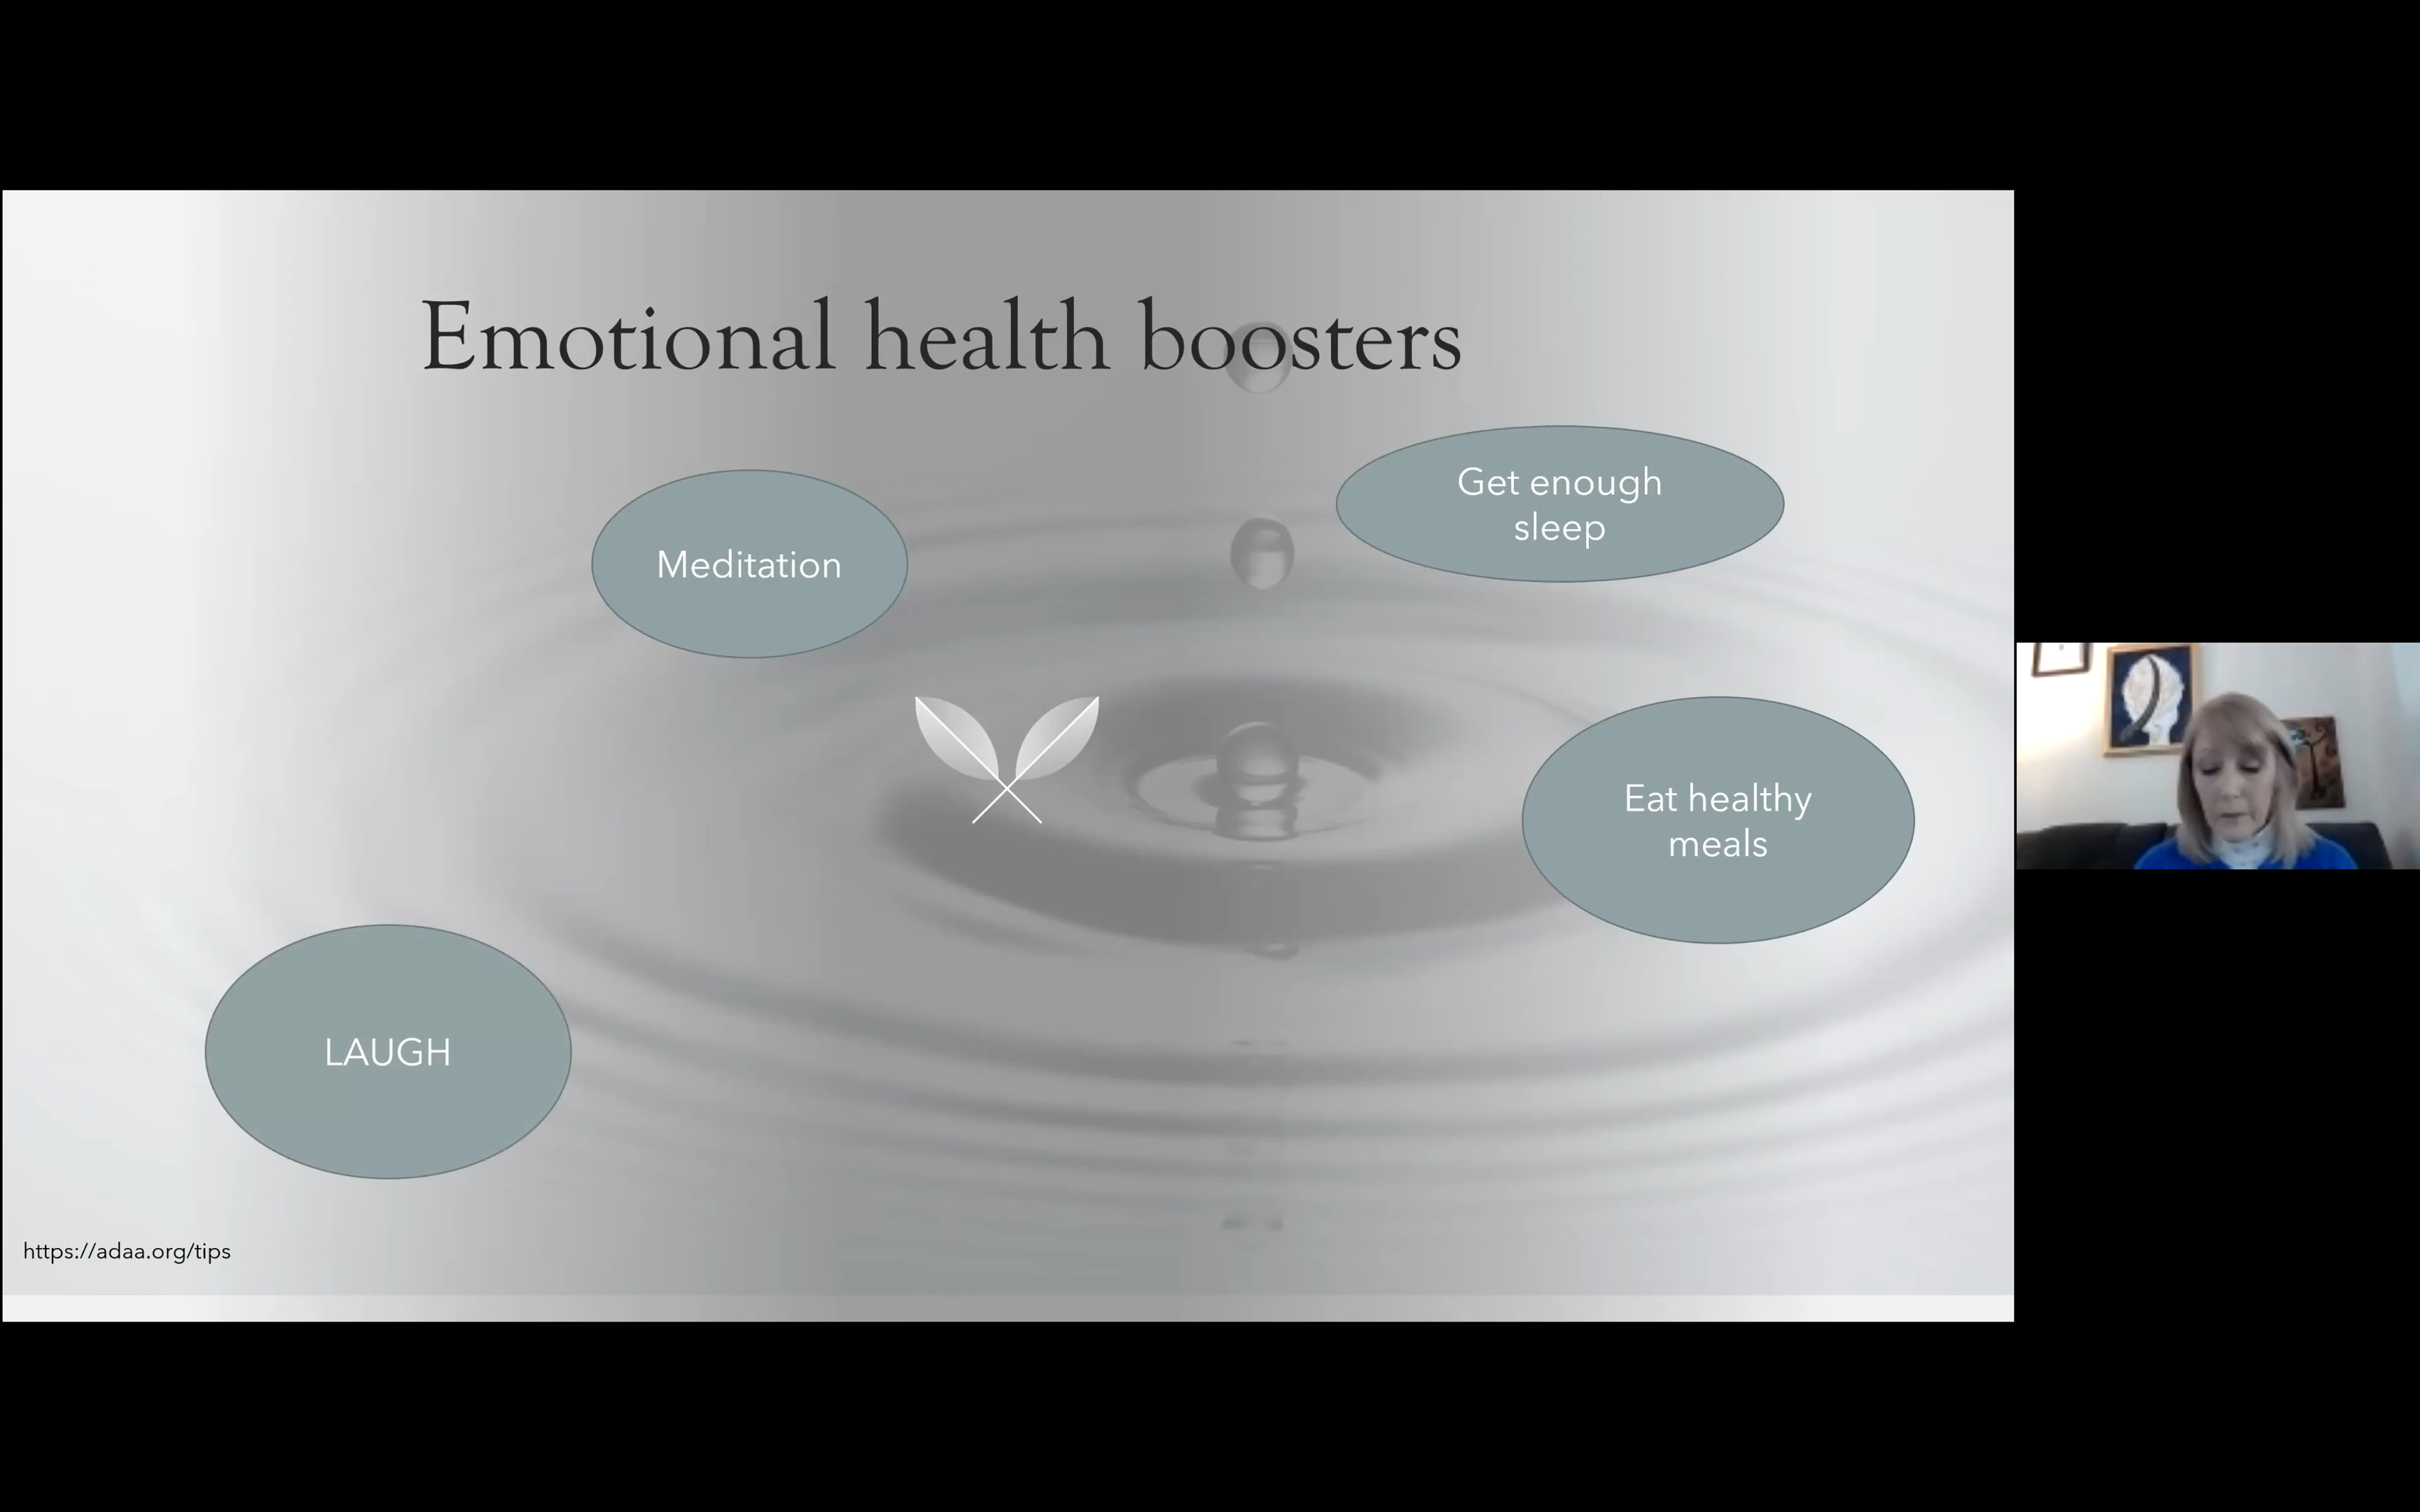 Emotional health boosters
Meditation
Get enough
sleep
Eat healthy
meals
LAUGH
https://adaa.org/tips